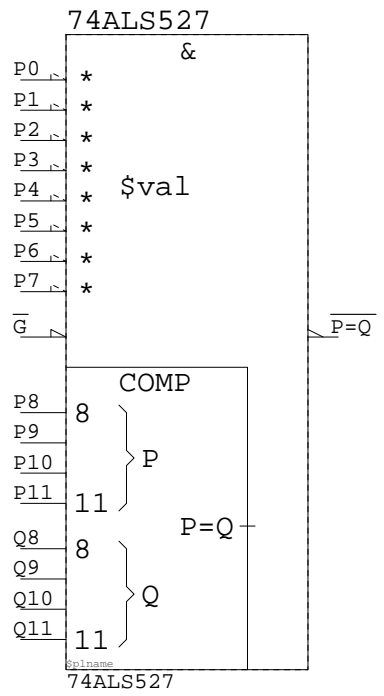 74ALS527
&
P0 *
P1 *
P2 *
P3 *
$val
P4 *
P5 *
P6 *
P7 *
G
P=Q
COMP
P8 8
P9
P
P10
P11 11
P=Q
Q8 8
Q9
Q
Q10
Q11 11
$plname
74ALS527